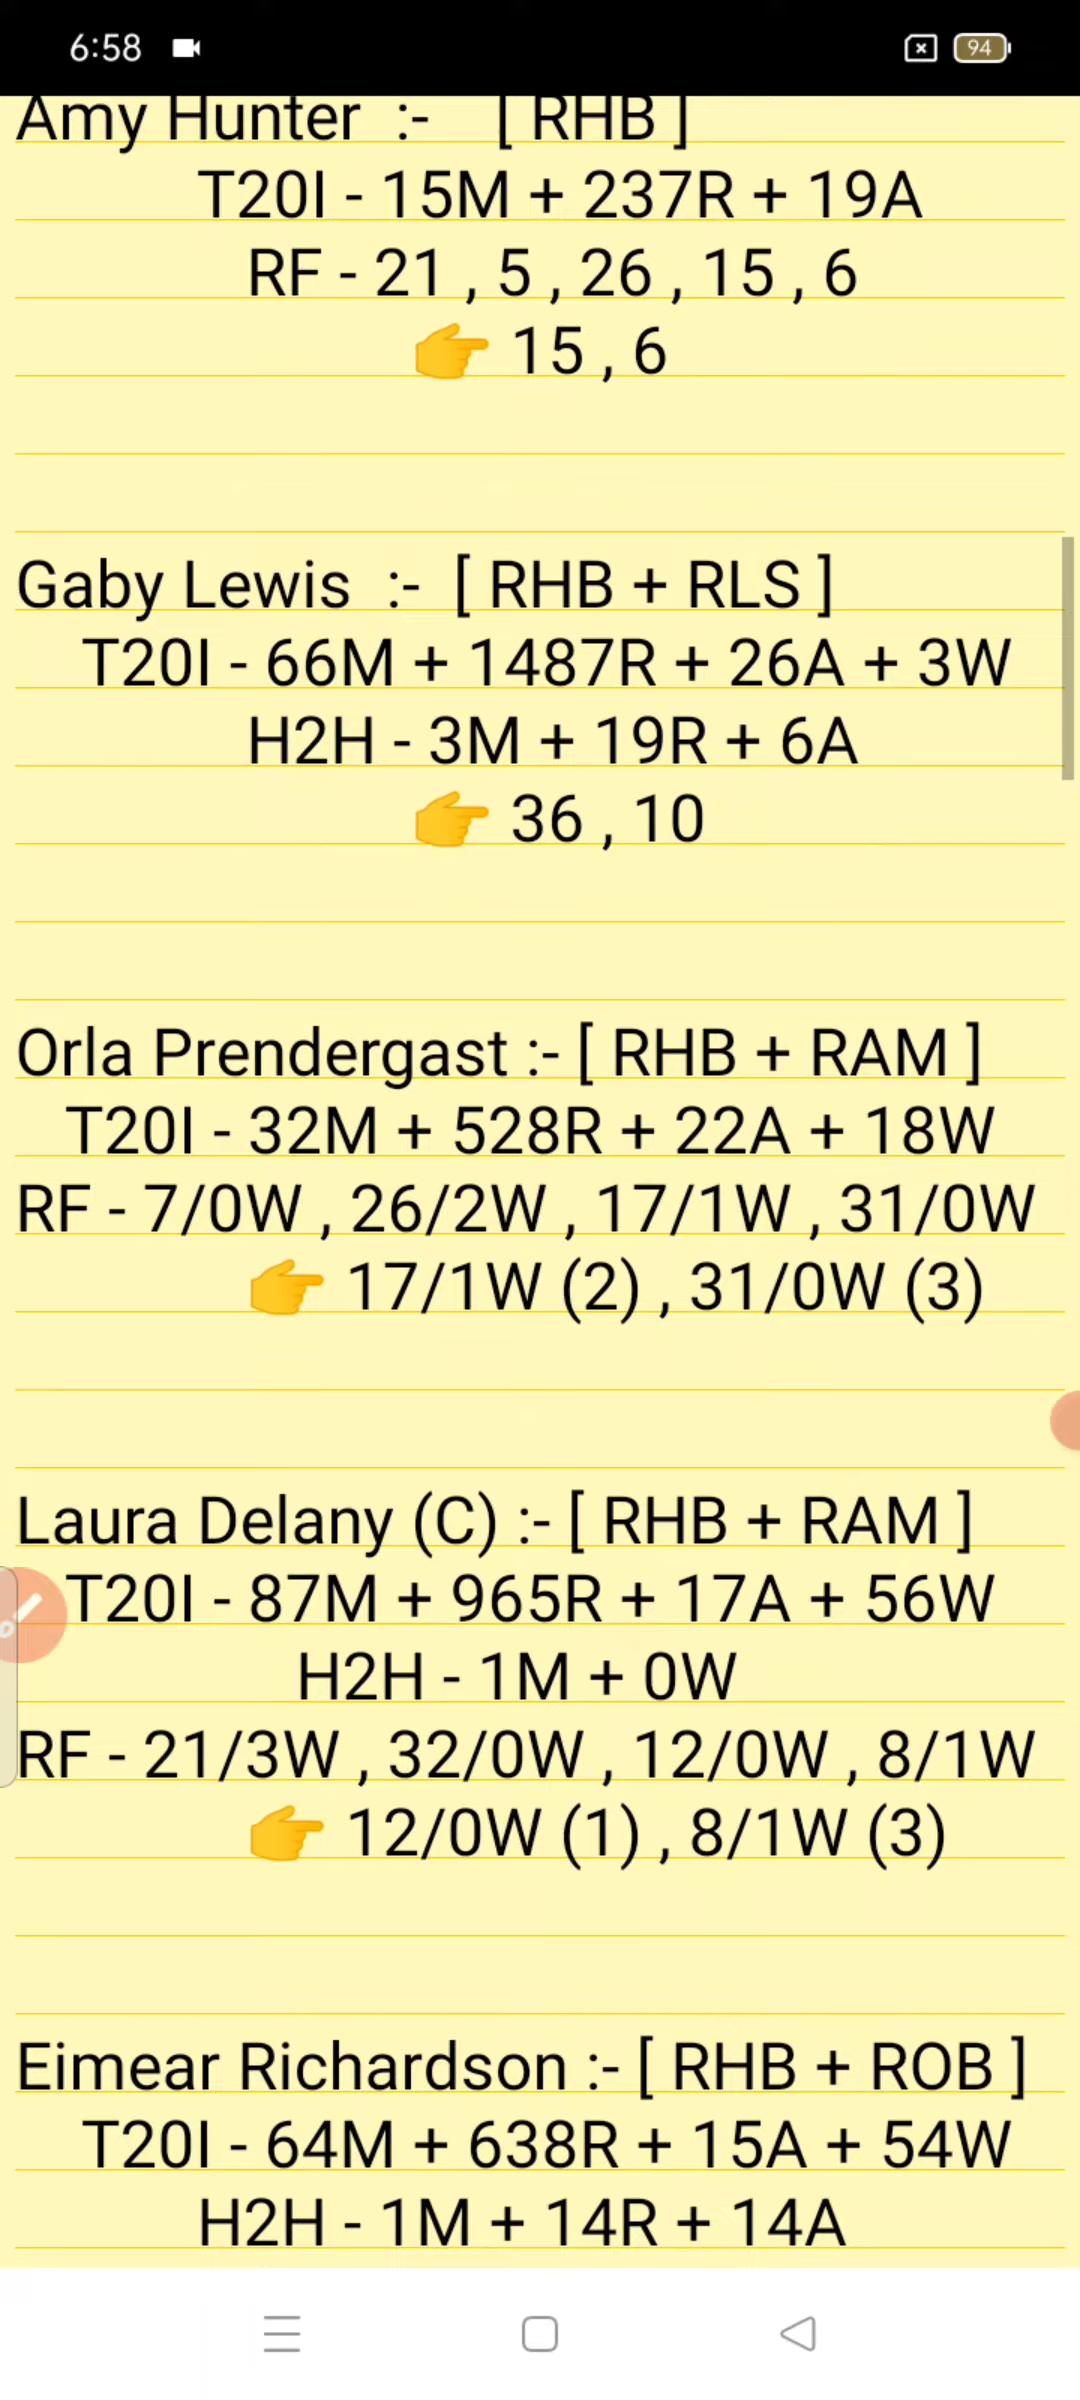 6:58
94
Amy Hunter :- [ RHB ]
T20I - 15M + 237R + 19A
RF - 21 , 5 , 26 , 15 , 6
👉 15 , 6
Gaby Lewis :- [ RHB + RLS ]
T20I - 66M + 1487R + 26A + 3W
H2H - 3M + 19R + 6A
👉 36 , 10
Orla Prendergast :- [ RHB + RAM ]
T20I - 32M + 528R + 22A + 18W
RF - 7/0W , 26/2W , 17/1W , 31/0W
👉 17/1W (2) , 31/0W (3)
Laura Delany (C) :- [ RHB + RAM ]
T20I - 87M + 965R + 17A + 56W
H2H - 1M + 0W
RF - 21/3W , 32/0W , 12/0W , 8/1W
👉 12/0W (1) , 8/1W (3)
Eimear Richardson :- [ RHB + ROB ]
T20I - 64M + 638R + 15A + 54W
H2H - 1M + 14R + 14A